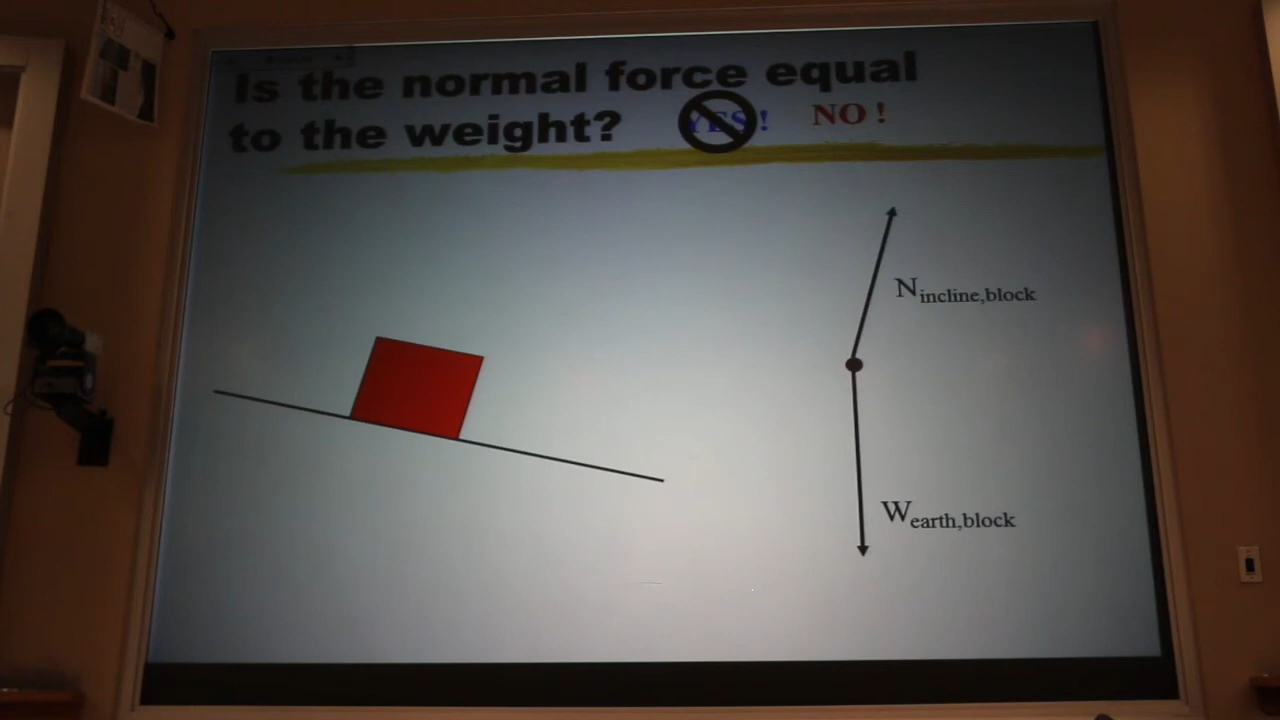 Is the normal force equal
to the weight? YES! NO!
N incline,block
W earth,block